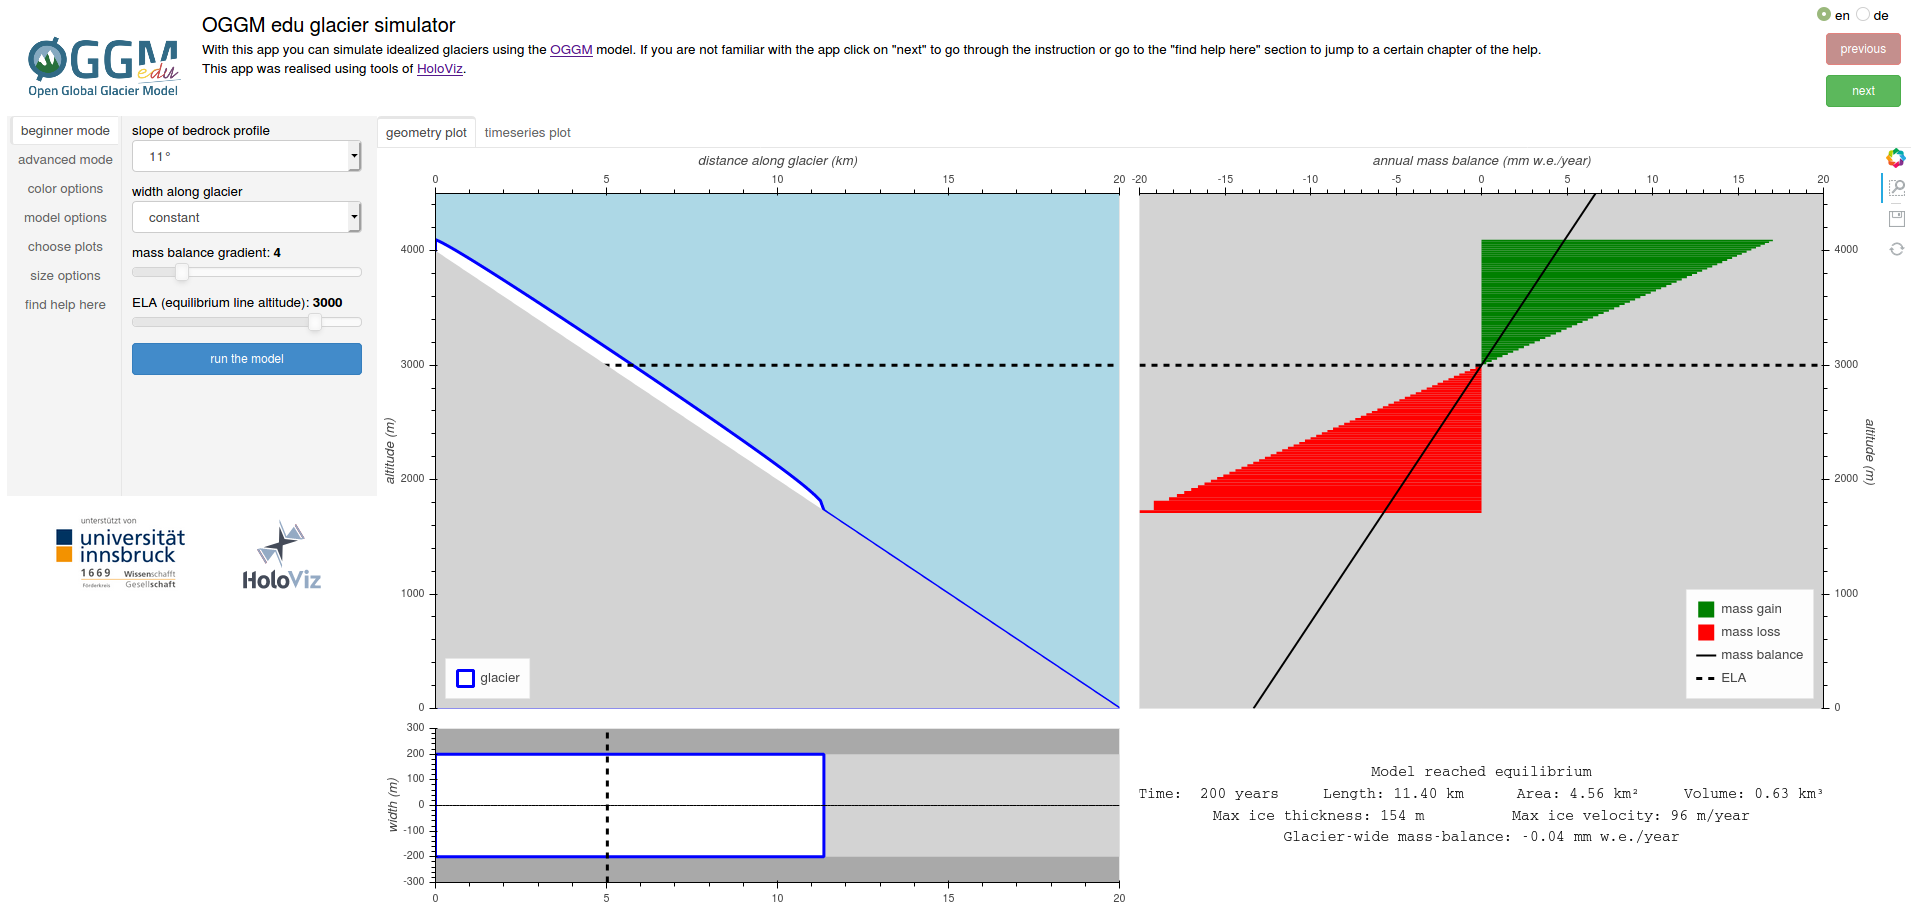 OGGM edu glacier simulator
With this app you can simulate idealized glaciers using the OGGM model. If you are not familiar with the app click on "next" to go through the instruction or go to the "find help here" section to jump to a certain chapter of the help.
This app was realised using tools of HoloViz.
en de
previous
next
OGGM
edu
Open Global Glacier Model
beginner mode
advanced mode
color options
model options
choose plots
size options
find help here
slope of bedrock profile
11°
width along glacier
constant
mass balance gradient: 4
ELA (equilibrium line altitude): 3000
run the model
unterstützt von
universität
innsbruck
1669 Wissenschafft
Förderkreis Gesellschaft
HoloViz
geometry plot timeseries plot
distance along glacier (km)
0 5 10 15 20
altitude (m)
4000
3000
2000
1000
0
glacier
annual mass balance (mm w.e./year)
-20 -15 -10 -5 0 5 10 15 20
4000
3000
2000
1000
0
altitude (m)
mass gain
mass loss
mass balance
ELA
width (m)
300
200
100
0
-100
-200
-300
0 5 10 15 20
Model reached equilibrium
Time: 200 years Length: 11.40 km Area: 4.56 km² Volume: 0.63 km³
Max ice thickness: 154 m Max ice velocity: 96 m/year
Glacier-wide mass-balance: -0.04 mm w.e./year